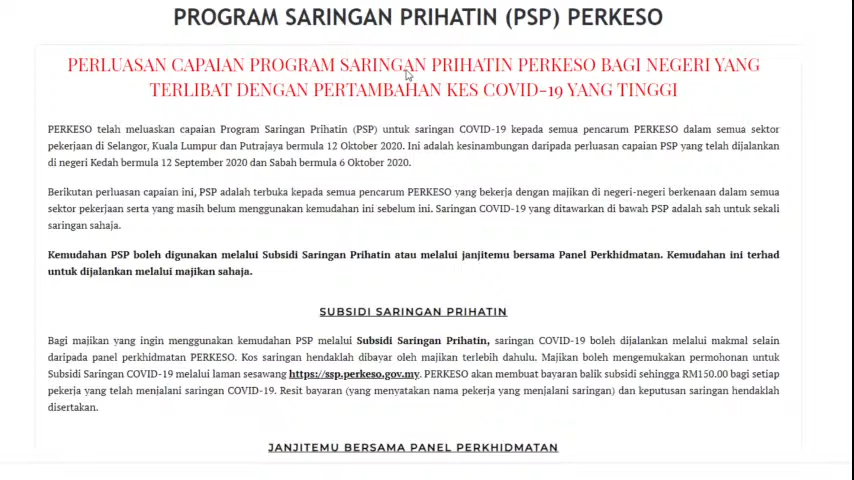 PROGRAM SARINGAN PRIHATIN (PSP) PERKESO
PERLUASAN CAPAIAN PROGRAM SARINGAN PRIHATIN PERKESO BAGI NEGERI YANG
TERLIBAT DENGAN PERTAMBAHAN KES COVID-19 YANG TINGGI
PERKESO telah meluaskan capaian Program Saringan Prihatin (PSP) untuk saringan COVID-19 kepada semua pencarum PERKESO dalam semua sektor
pekerjaan di Selangor, Kuala Lumpur dan Putrajaya bermula 12 Oktober 2020. Ini adalah kesinambungan daripada perluasan capaian PSP yang telah dijalankan
di negeri Kedah bermula 12 September 2020 dan Sabah bermula 6 Oktober 2020.
Berikutan perluasan capaian ini, PSP adalah terbuka kepada semua pencarum PERKESO yang bekerja dengan majikan di negeri-negeri berkenaan dalam semua
sektor pekerjaan serta yang masih belum menggunakan kemudahan ini sebelum ini. Saringan COVID-19 yang ditawarkan di bawah PSP adalah sah untuk sekali
saringan sahaja.
Kemudahan PSP boleh digunakan melalui Subsidi Saringan Prihatin atau melalui janjitemu bersama Panel Perkhidmatan. Kemudahan ini terhad
untuk dijalankan melalui majikan sahaja.
SUBSIDI SARINGAN PRIHATIN
Bagi majikan yang ingin menggunakan kemudahan PSP melalui Subsidi Saringan Prihatin, saringan COVID-19 boleh dijalankan melalui makmal selain
daripada panel perkhidmatan PERKESO. Kos saringan hendaklah dibayar oleh majikan terlebih dahulu. Majikan boleh mengemukakan permohonan untuk
Subsidi Saringan COVID-19 melalui laman sesawang https://ssp.perkeso.gov.my. PERKESO akan membuat bayaran balik subsidi sehingga RM150.00 bagi setiap
pekerja yang telah menjalani saringan COVID-19. Resit bayaran (yang menyatakan nama pekerja yang menjalani saringan) dan keputusan saringan hendaklah
disertakan.
JANJITEMU BERSAMA PANEL PERKHIDMATAN